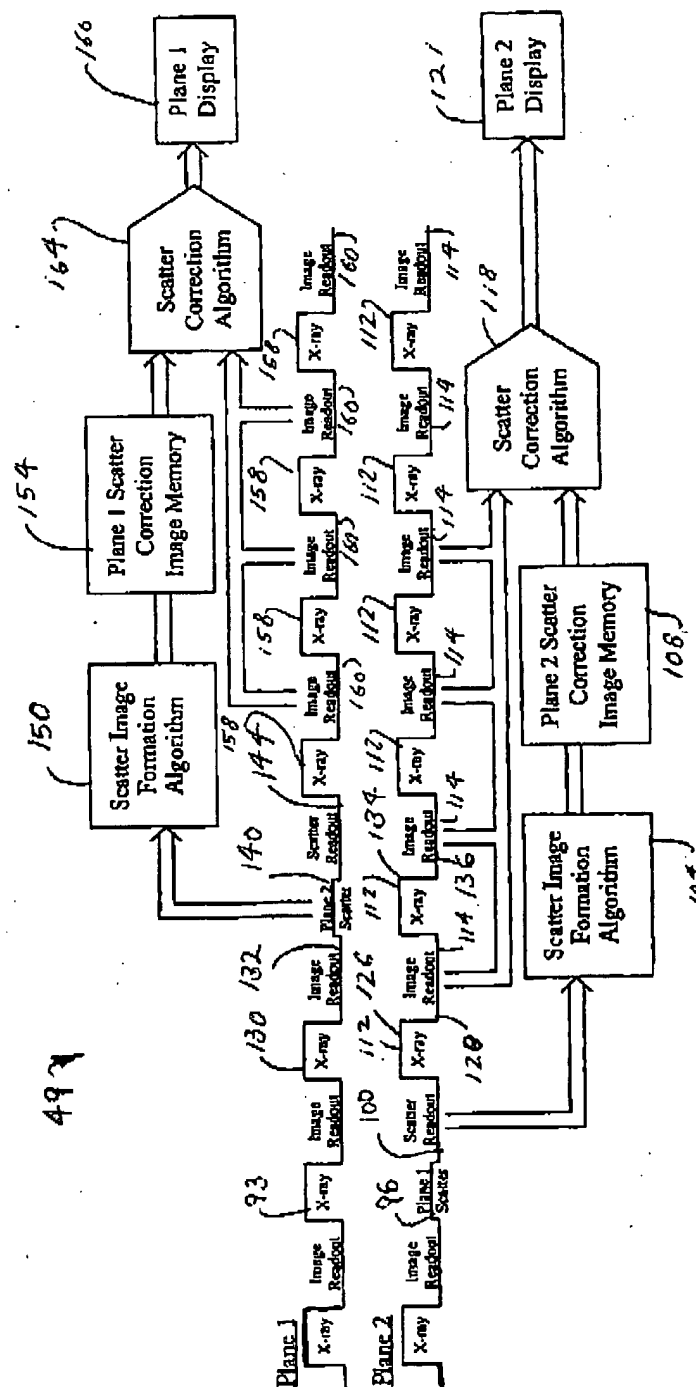 49
150
154
164
166
Scatter Image
Formation
Algorithm
Plane 1 Scatter
Correction
Image Memory
Scatter
Correction
Algorithm
Plane 1
Display
93
130
132
140
144
158
158
158
158
Plane 1
X-ray
Image
Readout
X-ray
Image
Readout
X-ray
Image
Readout
Plane 2
Scatter
Scatter
Readout
X-ray
Image
Readout
X-ray
Image
Readout
X-ray
Image
Readout
X-ray
Image
Readout
160
160
160
160
96
100
112
126
112
134
112
112
112
112
Plane 2
X-ray
Image
Readout
Plane 1
Scatter
Scatter
Readout
X-ray
Image
Readout
X-ray
Image
Readout
X-ray
Image
Readout
X-ray
Image
Readout
X-ray
Image
Readout
X-ray
Image
Readout
128
114
136
114
114
114
114
114
118
121
Scatter Image
Formation
Algorithm
Plane 2 Scatter
Correction
Image Memory
Scatter
Correction
Algorithm
Plane 2
Display
108